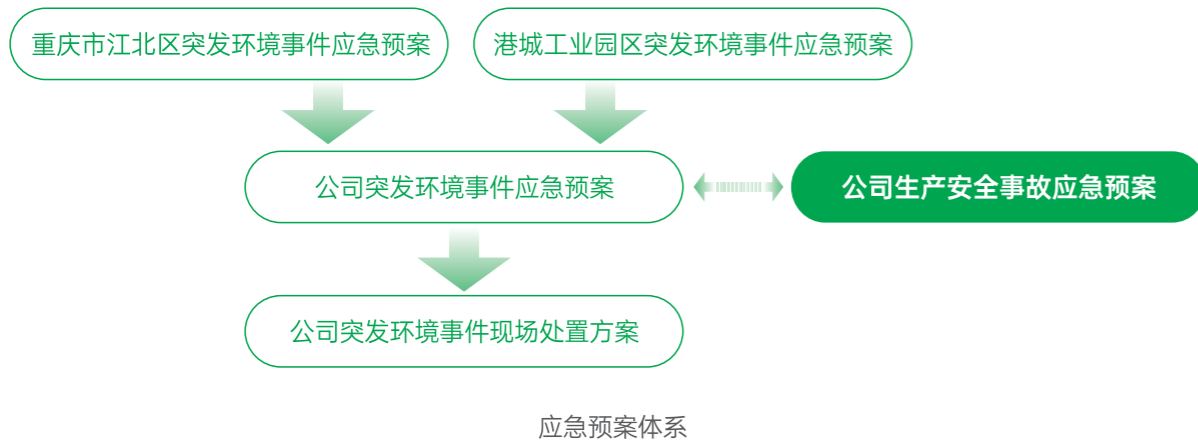 重庆市江北区突发环境事件应急预案
港城工业园区突发环境事件应急预案
公司突发环境事件应急预案
公司生产安全事故应急预案
公司突发环境事件现场处置方案
应急预案体系